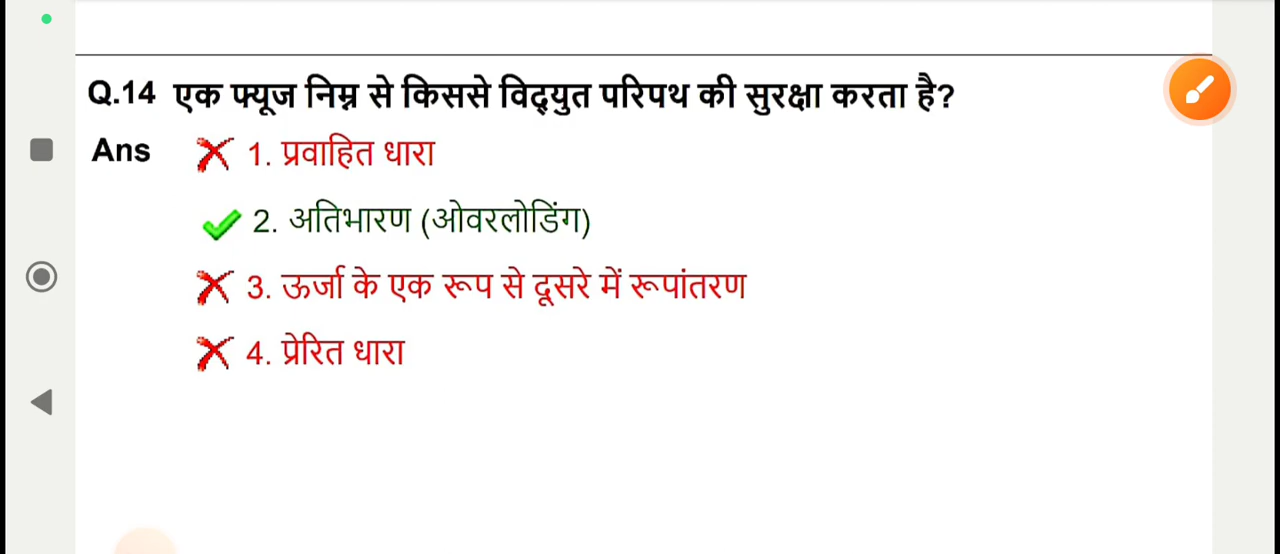 Q.14 एक फ्यूज निम्न से किससे विद्युत परिपथ की सुरक्षा करता है?
Ans 1. प्रवाहित धारा
2. अतिभारण (ओवरलोडिंग)
3. ऊर्जा के एक रूप से दूसरे में रूपांतरण
4. प्रेरित धारा